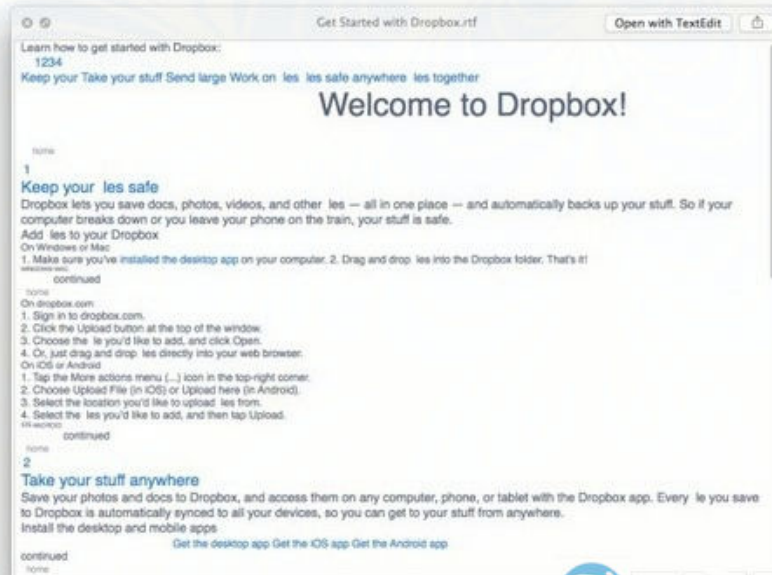 Get Started with Dropbox.rtf
Open with TextEdit
Learn how to get started with Dropbox:
1234
Keep your Take your stuff Send large Work on les les safe anywhere les together
Welcome to Dropbox!
home
1
Keep your les safe
Dropbox lets you save docs, photos, videos, and other les — all in one place — and automatically backs up your stuff. So if your
computer breaks down or you leave your phone on the train, your stuff is safe.
Add les to your Dropbox
On Windows or Mac
1. Make sure you've installed the desktop app on your computer. 2. Drag and drop les into the Dropbox folder. That's it!
continued
home
On dropbox.com
1. Sign in to dropbox.com.
2. Click the Upload button at the top of the window.
3. Choose the le you'd like to add, and click Open.
4. Or, just drag and drop les directly into your web browser.
On iOS or Android
1. Tap the More actions menu (...) icon in the top-right corner.
2. Choose Upload File (in iOS) or Upload here (in Android).
3. Select the location you'd like to upload les from.
4. Select the les you'd like to add, and then tap Upload.
continued
home
2
Take your stuff anywhere
Save your photos and docs to Dropbox, and access them on any computer, phone, or tablet with the Dropbox app. Every le you save
to Dropbox is automatically synced to all your devices, so you can get to your stuff from anywhere.
Install the desktop and mobile apps
Get the desktop app Get the iOS app Get the Android app
continued
home